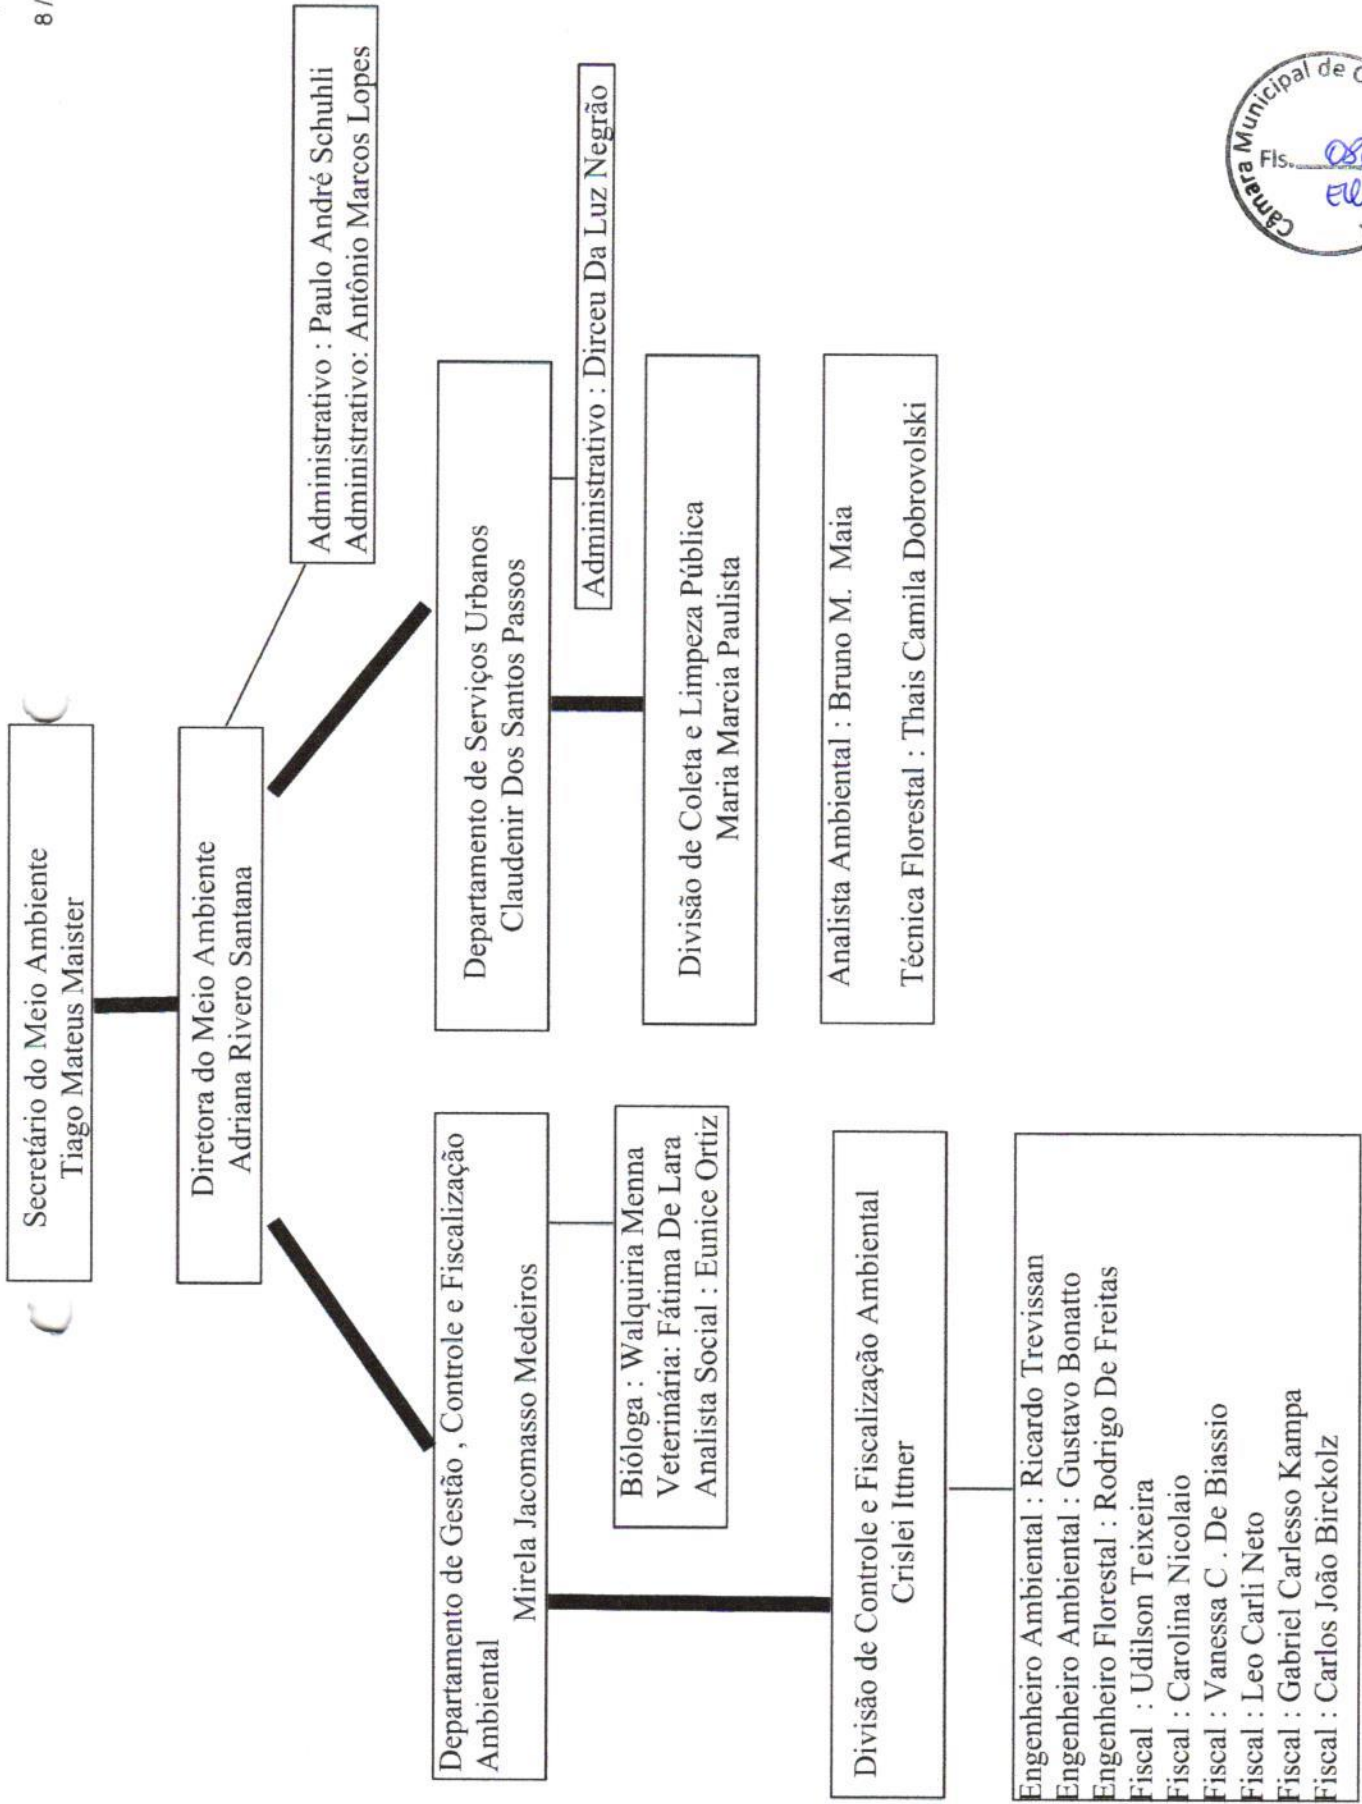 8/
Secretário do Meio Ambiente
Tiago Mateus Maister
Diretora do Meio Ambiente
Adriana Rivero Santana
Administrativo : Paulo André Schuhli
Administrativo: Antônio Marcos Lopes
Departamento de Gestão , Controle e Fiscalização
Ambiental
Mirela Jacomasso Medeiros
Departamento de Serviços Urbanos
Claudenir Dos Santos Passos
Administrativo : Dirceu Da Luz Negrão
Bióloga : Walquiria Menna
Veterinária: Fátima De Lara
Analista Social : Eunice Ortiz
Divisão de Coleta e Limpeza Pública
Maria Marcia Paulista
Divisão de Controle e Fiscalização Ambiental
Crislei Ittner
Analista Ambiental : Bruno M. Maia
Técnica Florestal : Thais Camila Dobrovolski
Engenheiro Ambiental : Ricardo Trevissan
Engenheiro Ambiental : Gustavo Bonatto
Engenheiro Florestal : Rodrigo De Freitas
Fiscal : Udilson Teixeira
Fiscal : Carolina Nicolaio
Fiscal : Vanessa C . De Biassio
Fiscal : Leo Carli Neto
Fiscal : Gabriel Carlesso Kampa
Fiscal : Carlos João Birckolz
Câmara Municipal de
Fls.